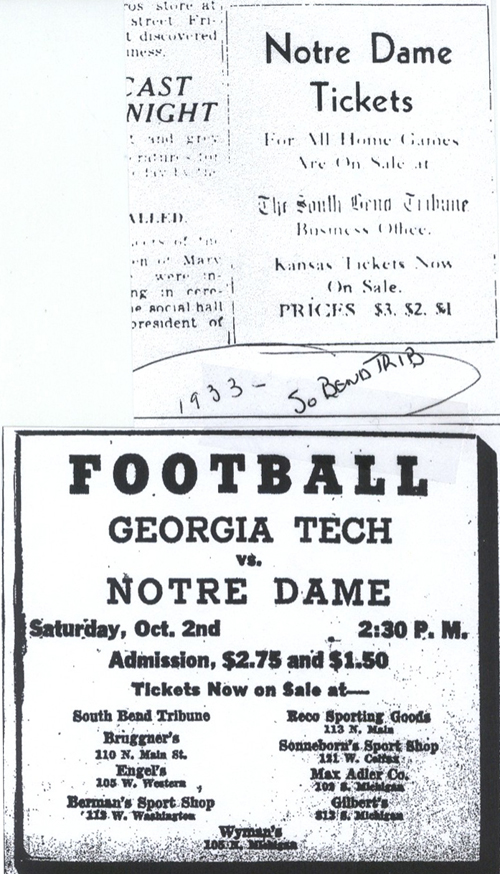 ros store at
street. Fri-
t discovered
iness.
CAST
NIGHT
t and grey
ALLED.
en of Mary
were in-
ng in cere-
e social hall
president of
Notre Dame
Tickets
For All Home Games
Are On Sale at
The South Bend Tribune
Business Office.
Kansas Tickets Now
On Sale.
PRICES $3. $2. $1
1933 - So BEND TRIB
FOOTBALL
GEORGIA TECH
vs.
NOTRE DAME
Saturday, Oct. 2nd 2:30 P. M.
Admission, $2.75 and $1.50
Tickets Now on Sale at—
South Bend Tribune
Bruggner's
110 N. Main St.
Engel's
105 W. Western
Berman's Sport Shop
112 W. Washington
Reco Sporting Goods
113 N. Main
Sonneborn's Sport Shop
121 W. Colfax
Max Adler Co.
102 S. Michigan
Gilbert's
813 S. Michigan
Wyman's
105 N. Michigan